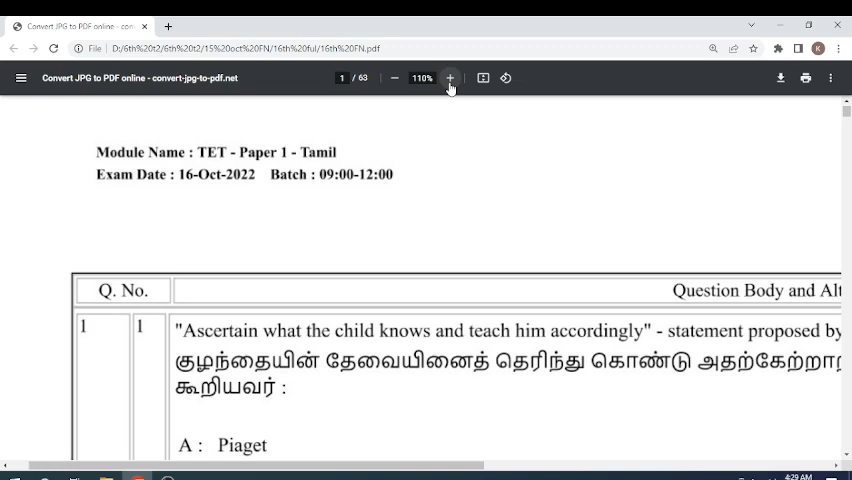 Convert JPG to PDF online - con
File
D:/6th%20t2/6th%20t2/15%20oct%20FN/16th%20ful/16th%20FN.pdf
K
Convert JPG to PDF online - convert-jpg-to-pdf.net
1 / 63
110%
Module Name : TET - Paper 1 - Tamil
Exam Date : 16-Oct-2022 Batch : 09:00-12:00
Q. No.
Question Body and Alt
1 1 "Ascertain what the child knows and teach him accordingly" - statement proposed by
குழந்தையின் தேவையினைத் தெரிந்து கொண்டு அதற்கேற்றா
கூறியவர் :
A : Piaget
4:29 AM